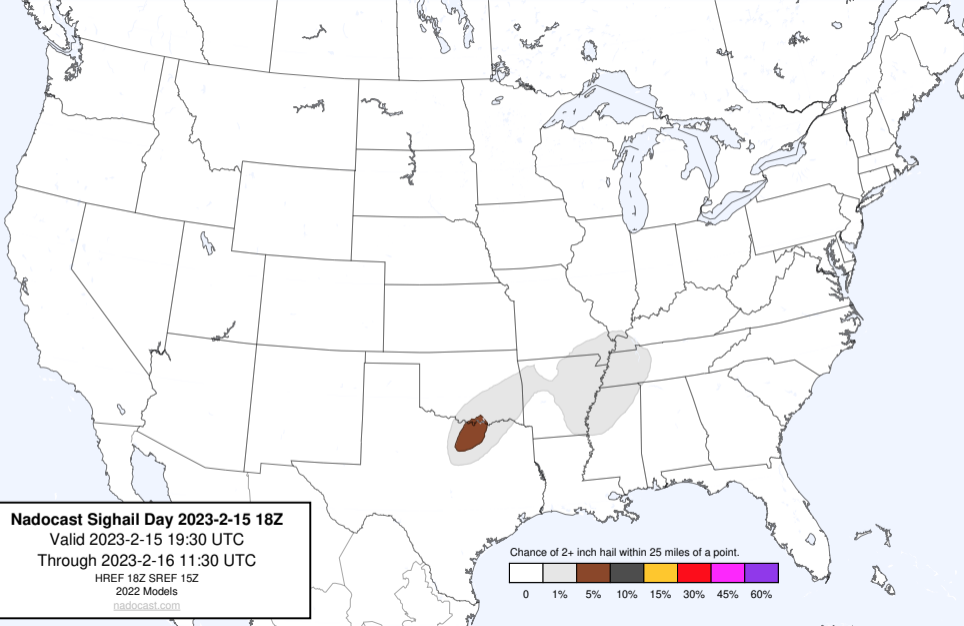 Nadocast Sighail Day 2023-2-15 18Z
Valid 2023-2-15 19:30 UTC
Through 2023-2-16 11:30 UTC
HREF 18Z SREF 15Z
2022 Models
nadocast.com
Chance of 2+ inch hail within 25 miles of a point.
0 1% 5% 10% 15% 30% 45% 60%